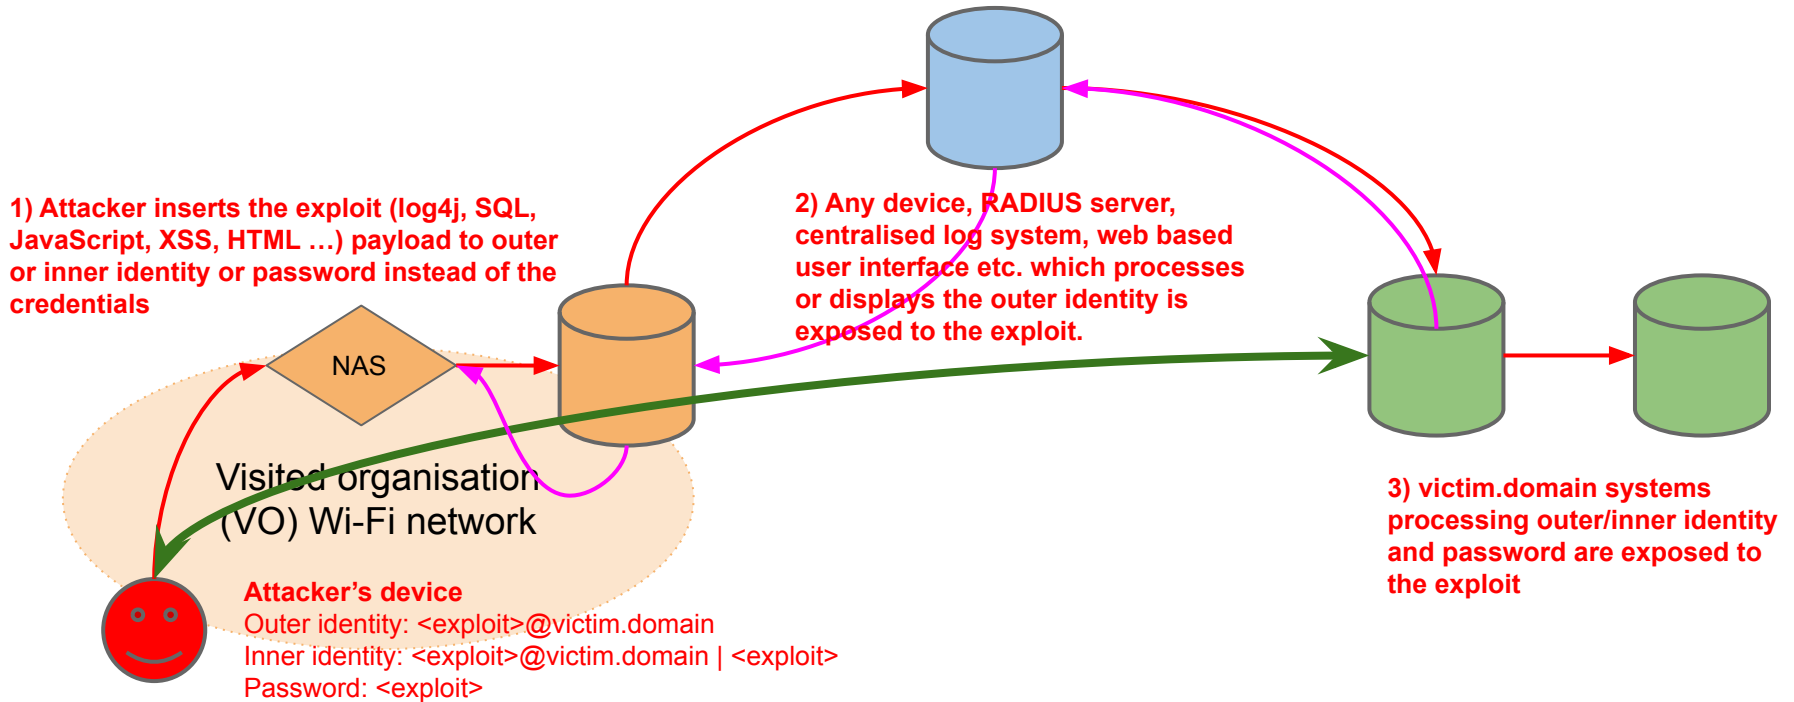 1) Attacker inserts the exploit (log4j, SQL,
JavaScript, XSS, HTML …) payload to outer
or inner identity or password instead of the
credentials
2) Any device, RADIUS server,
centralised log system, web based
user interface etc. which processes
or displays the outer identity is
exposed to the exploit.
NAS
Visited organisation
(VO) Wi-Fi network
3) victim.domain systems
processing outer/inner identity
and password are exposed to
the exploit
Attacker’s device
Outer identity: <exploit>@victim.domain
Inner identity: <exploit>@victim.domain | <exploit>
Password: <exploit>